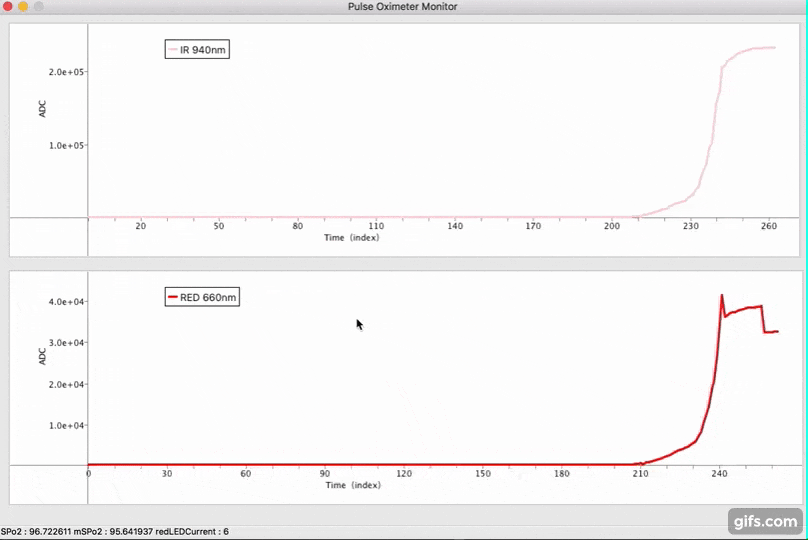 Pulse Oximeter Monitor
IR 940nm
2.0e+05
ADC
1.0e+05
20 50 80 110 140 170 200 230 260
Time (index)
RED 660nm
4.0e+04
3.0e+04
ADC
2.0e+04
1.0e+04
0 30 60 90 120 150 180 210 240
Time (index)
gifs.com
SPo2 : 96.722611 mSPo2 : 95.641937 redLEDCurrent : 6